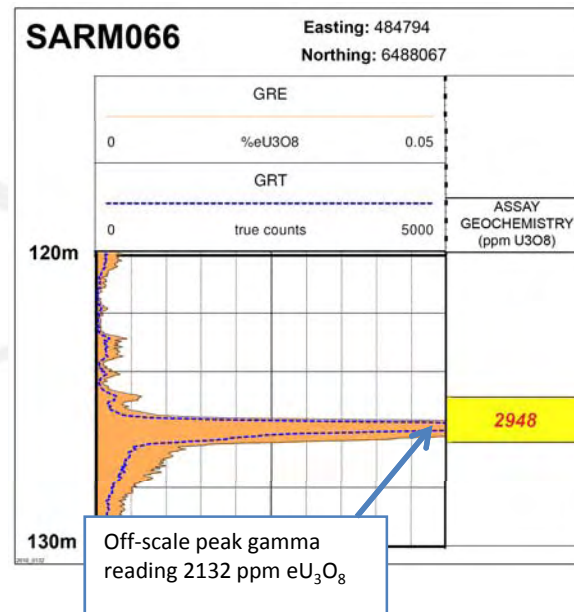 SARM066
Easting: 484794
Northing: 6488067
GRE
0 %eU3O8 0.05
GRT
0 true counts 5000
ASSAY
GEOCHEMISTRY
(ppm U3O8)
120m
2948
130m
Off-scale peak gamma
reading 2132 ppm eU₃O₈